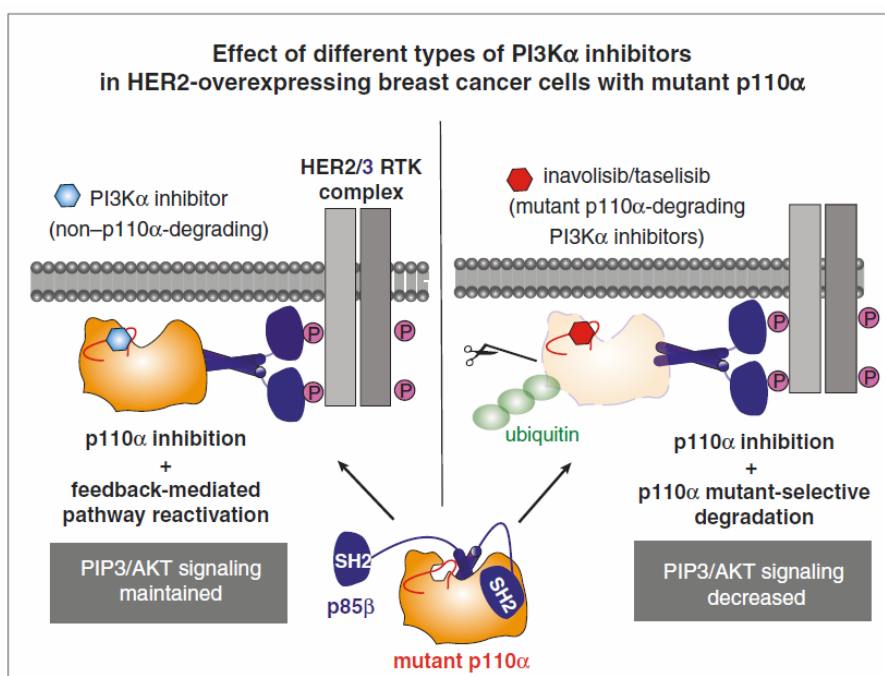 Effect of different types of PI3Kα inhibitors
in HER2-overexpressing breast cancer cells with mutant p110α
HER2/3 RTK
complex
PI3Kα inhibitor
(non–p110α-degrading)
inavolisib/taselisib
(mutant p110α-degrading
PI3Kα inhibitors)
P
P
P
P
P
P
P
P
ubiquitin
p110α inhibition
+
feedback-mediated
pathway reactivation
PIP3/AKT signaling
maintained
p110α inhibition
+
p110α mutant-selective
degradation
PIP3/AKT signaling
decreased
SH2
SH2
p85β
mutant p110α